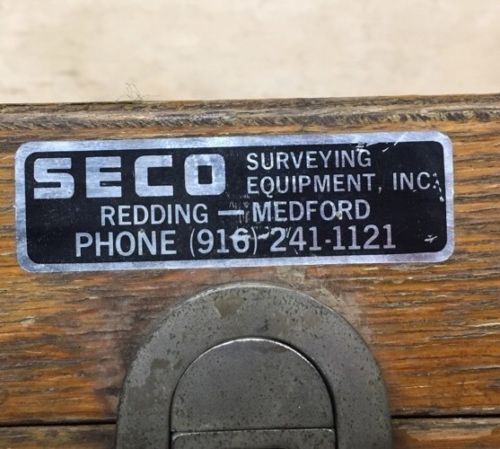 SECO SURVEYING
EQUIPMENT, INC.
REDDING — MEDFORD
PHONE (916)-241-1121